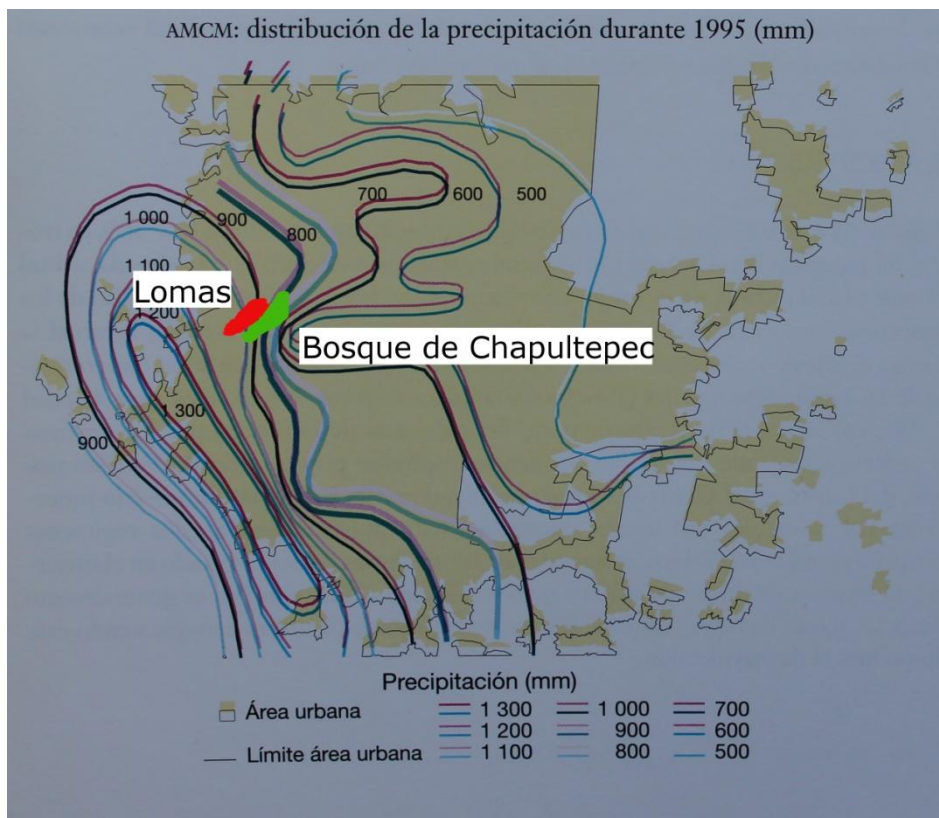 AMCM: distribución de la precipitación durante 1995 (mm)
700 600 500
1 000 900
800
1 100
Lomas
1 200
Bosque de Chapultepec
1 300
900
Precipitación (mm)
Área urbana
Límite área urbana
1 300 1 000 700
1 200 900 600
1 100 800 500